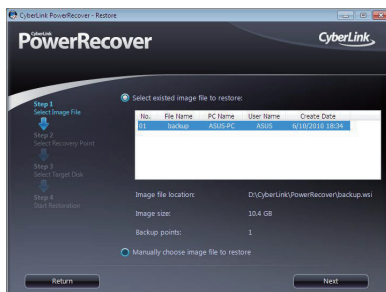 CyberLink PowerRecover - Restore
CyberLink
PowerRecover
CyberLink
Step 1
Select Image File
Step 2
Select Recovery Point
Step 3
Select Target Disk
Step 4
Start Restoration
Select existed image file to restore:
No. File Name PC Name User Name Create Date
01 backup ASUS-PC ASUS 6/10/2010 18:34
Image file location: D:\CyberLink\PowerRecover\backup.wsi
Image size: 10.4 GB
Backup points: 1
Manually choose image file to restore
Return
Next